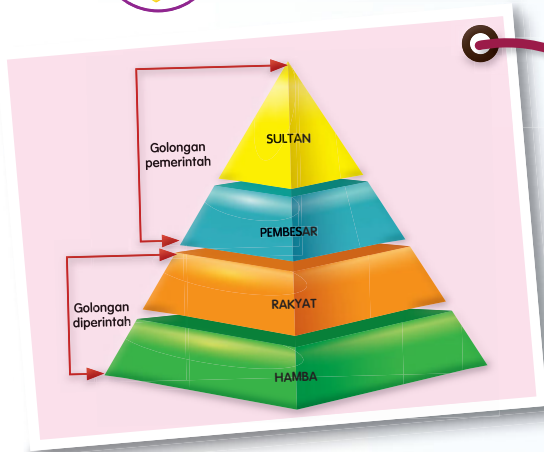 SULTAN
Golongan
pemerintah
PEMBESAR
RAKYAT
Golongan
diperintah
HAMBA